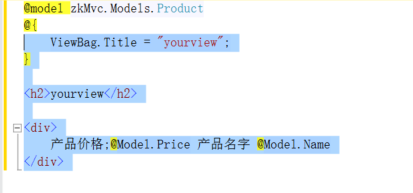 @model zkMvc.Models.Product
@{
ViewBag.Title = "yourview";
}
<h2>yourview</h2>
<div>
产品价格;@Model.Price 产品名字 @Model.Name
</div>